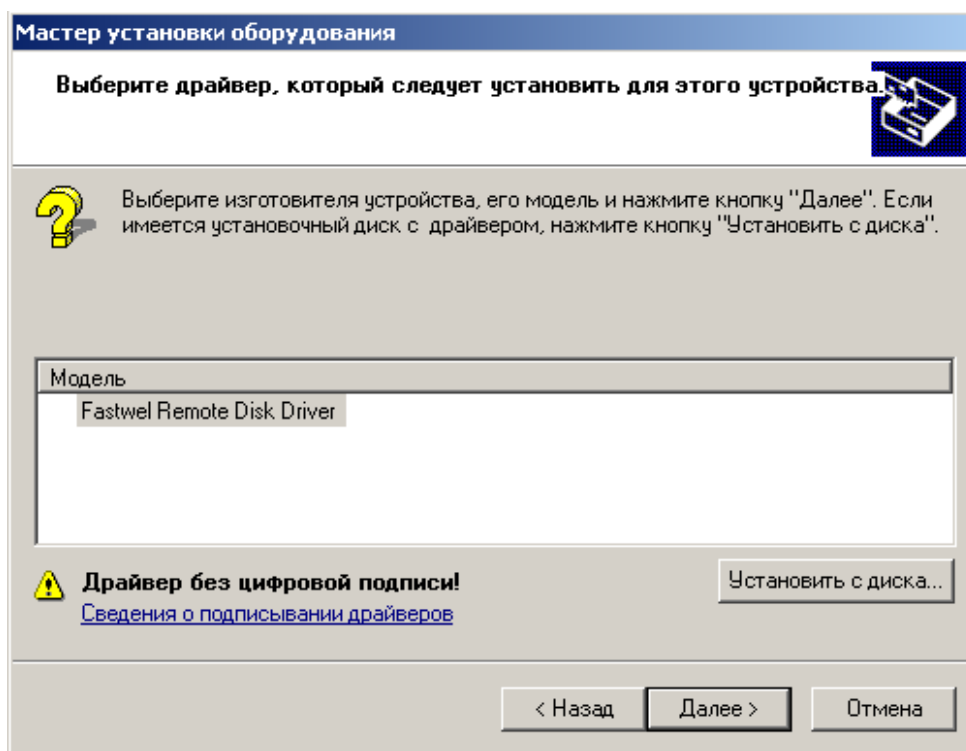 Мастер установки оборудования
Выберите драйвер, который следует установить для этого устройства.
Выберите изготовителя устройства, его модель и нажмите кнопку "Далее". Если
имеется установочный диск с драйвером, нажмите кнопку "Установить с диска".
Модель
Fastwel Remote Disk Driver
Драйвер без цифровой подписи!
Установить с диска...
Сведения о подписывании драйверов
< Назад
Далее >
Отмена